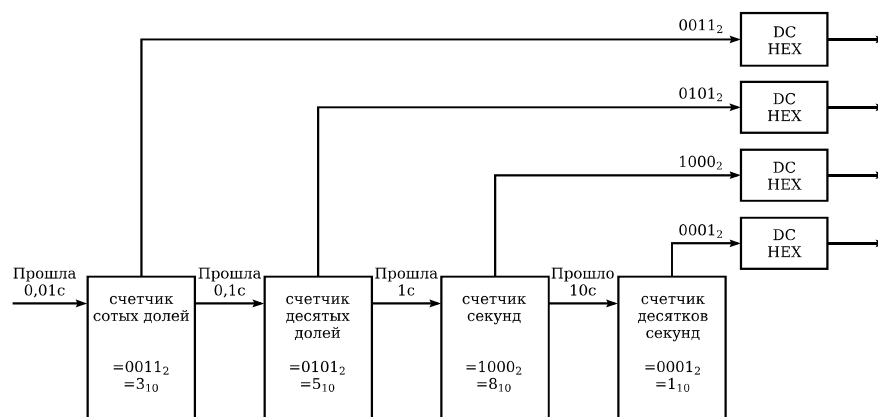 0011₂
DC
HEX
0101₂
DC
HEX
1000₂
DC
HEX
0001₂
DC
HEX
Прошла
0,01с
Прошла
0,1с
Прошла
1с
Прошло
10с
счетчик
сотых долей
=0011₂
=3₁₀
счетчик
десятых
долей
=0101₂
=5₁₀
счетчик
секунд
=1000₂
=8₁₀
счетчик
десятков
секунд
=0001₂
=1₁₀